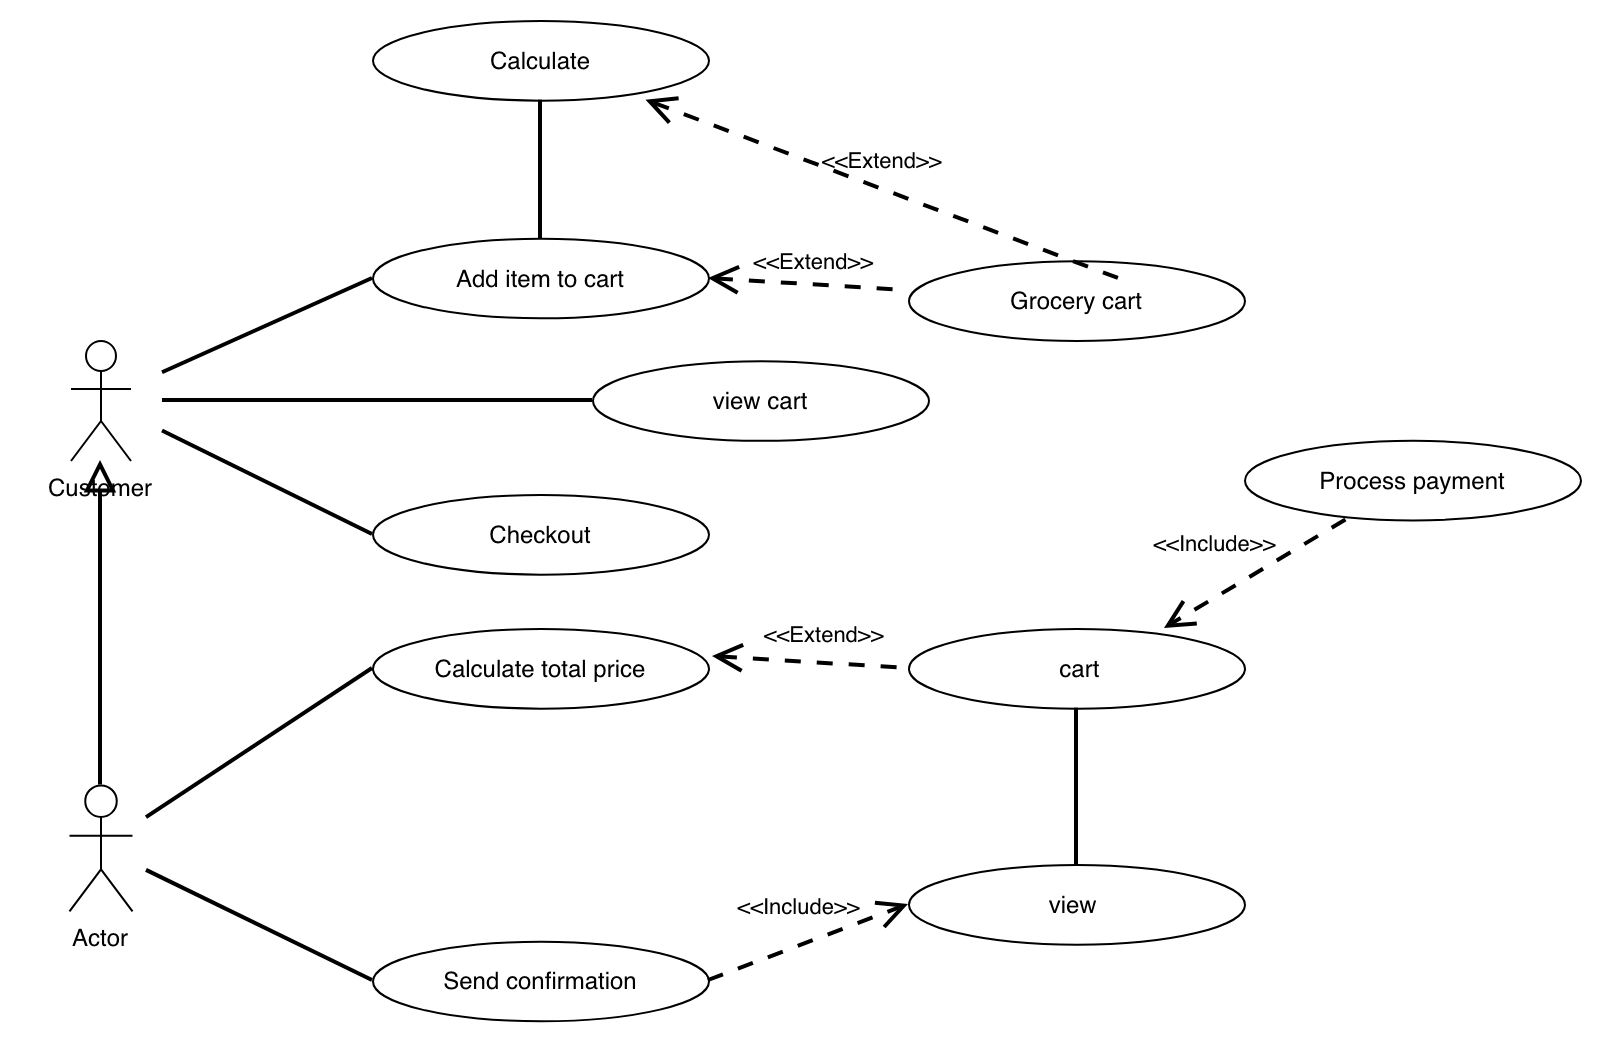 Calculate
<<Extend>>
Add item to cart
<<Extend>>
Grocery cart
view cart
Customer
Process payment
Checkout
<<Include>>
<<Extend>>
Calculate total price
cart
<<Include>>
view
Actor
Send confirmation